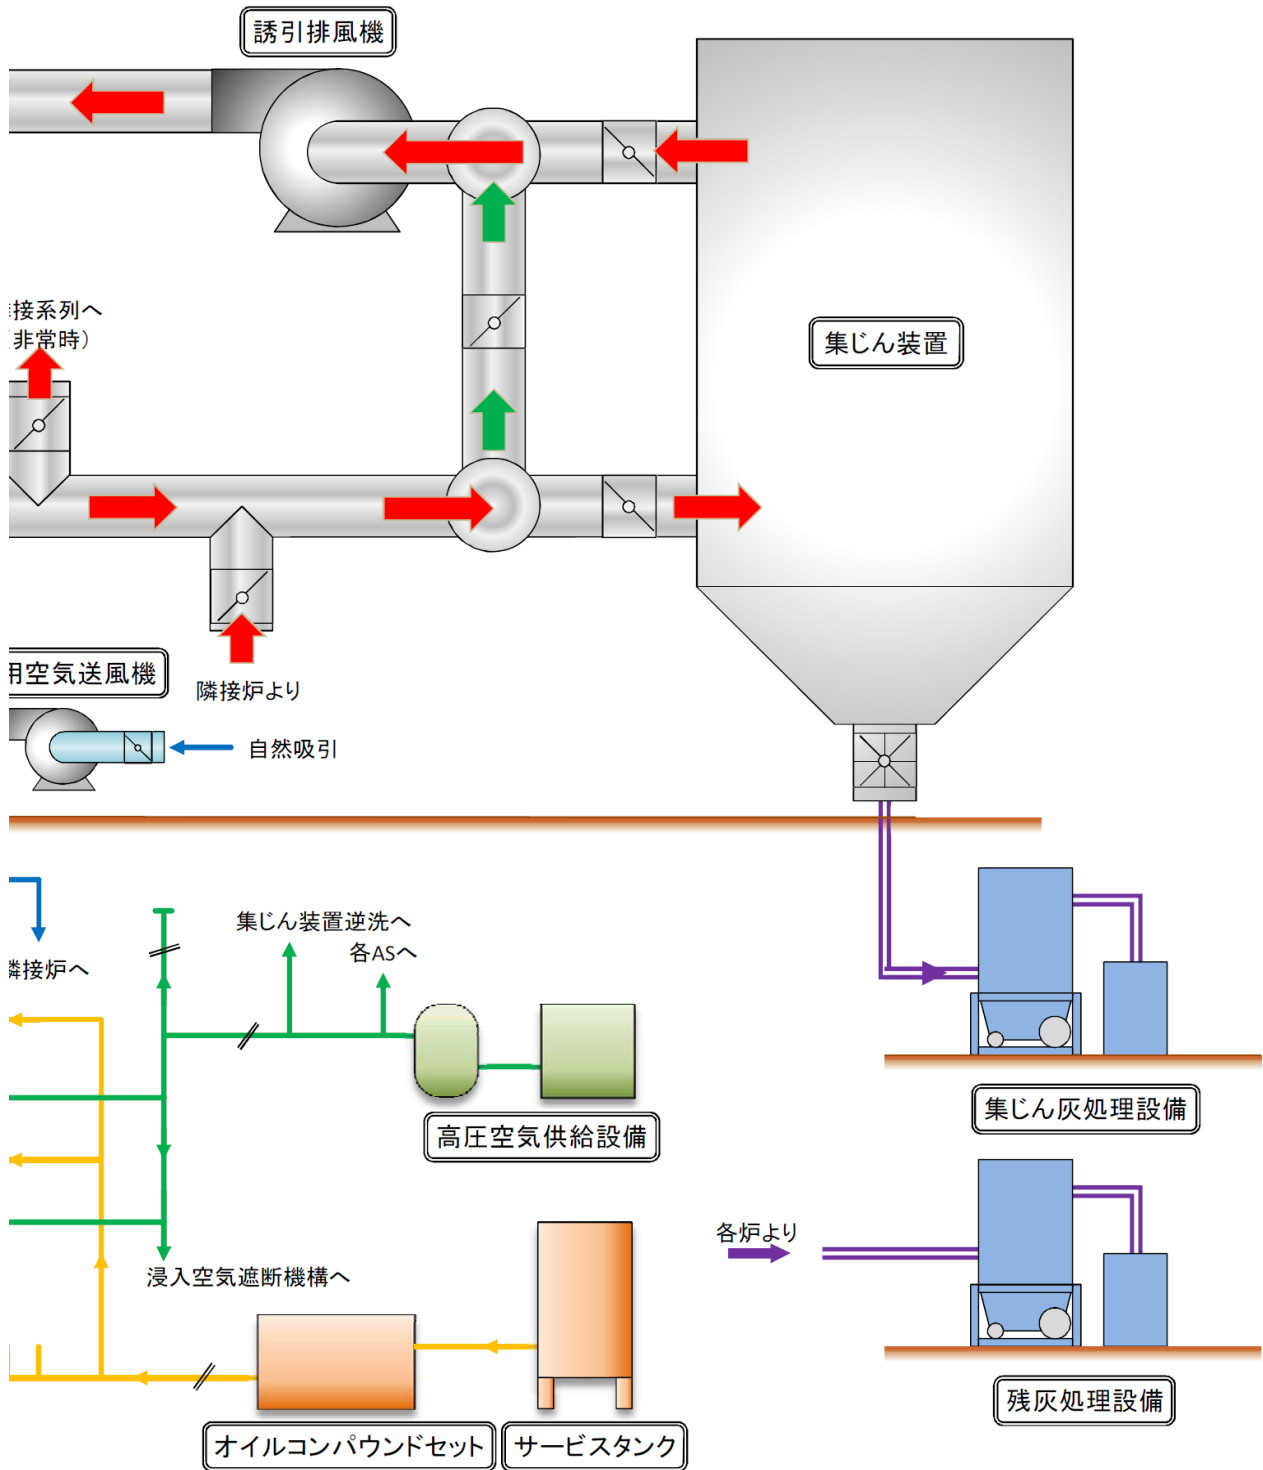 誘引排風機
接系列へ
非常時）
集じん装置
用空気送風機
隣接炉より
自然吸引
集じん装置逆洗へ
各ASへ
隣接炉へ
高圧空気供給設備
集じん灰処理設備
各炉より
浸入空気遮断機構へ
残灰処理設備
オイルコンパウンドセット
サービスタンク